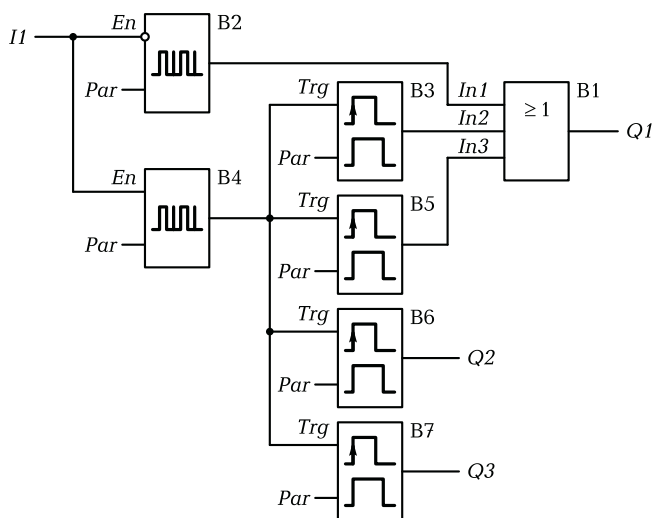 En B2
I1
Par
Trg B3 In1 B1
≥ 1
In2
Q1
Par In3
En B4
Trg B5
Par
Par
Trg B6
Q2
Par
Trg B7
Q3
Par